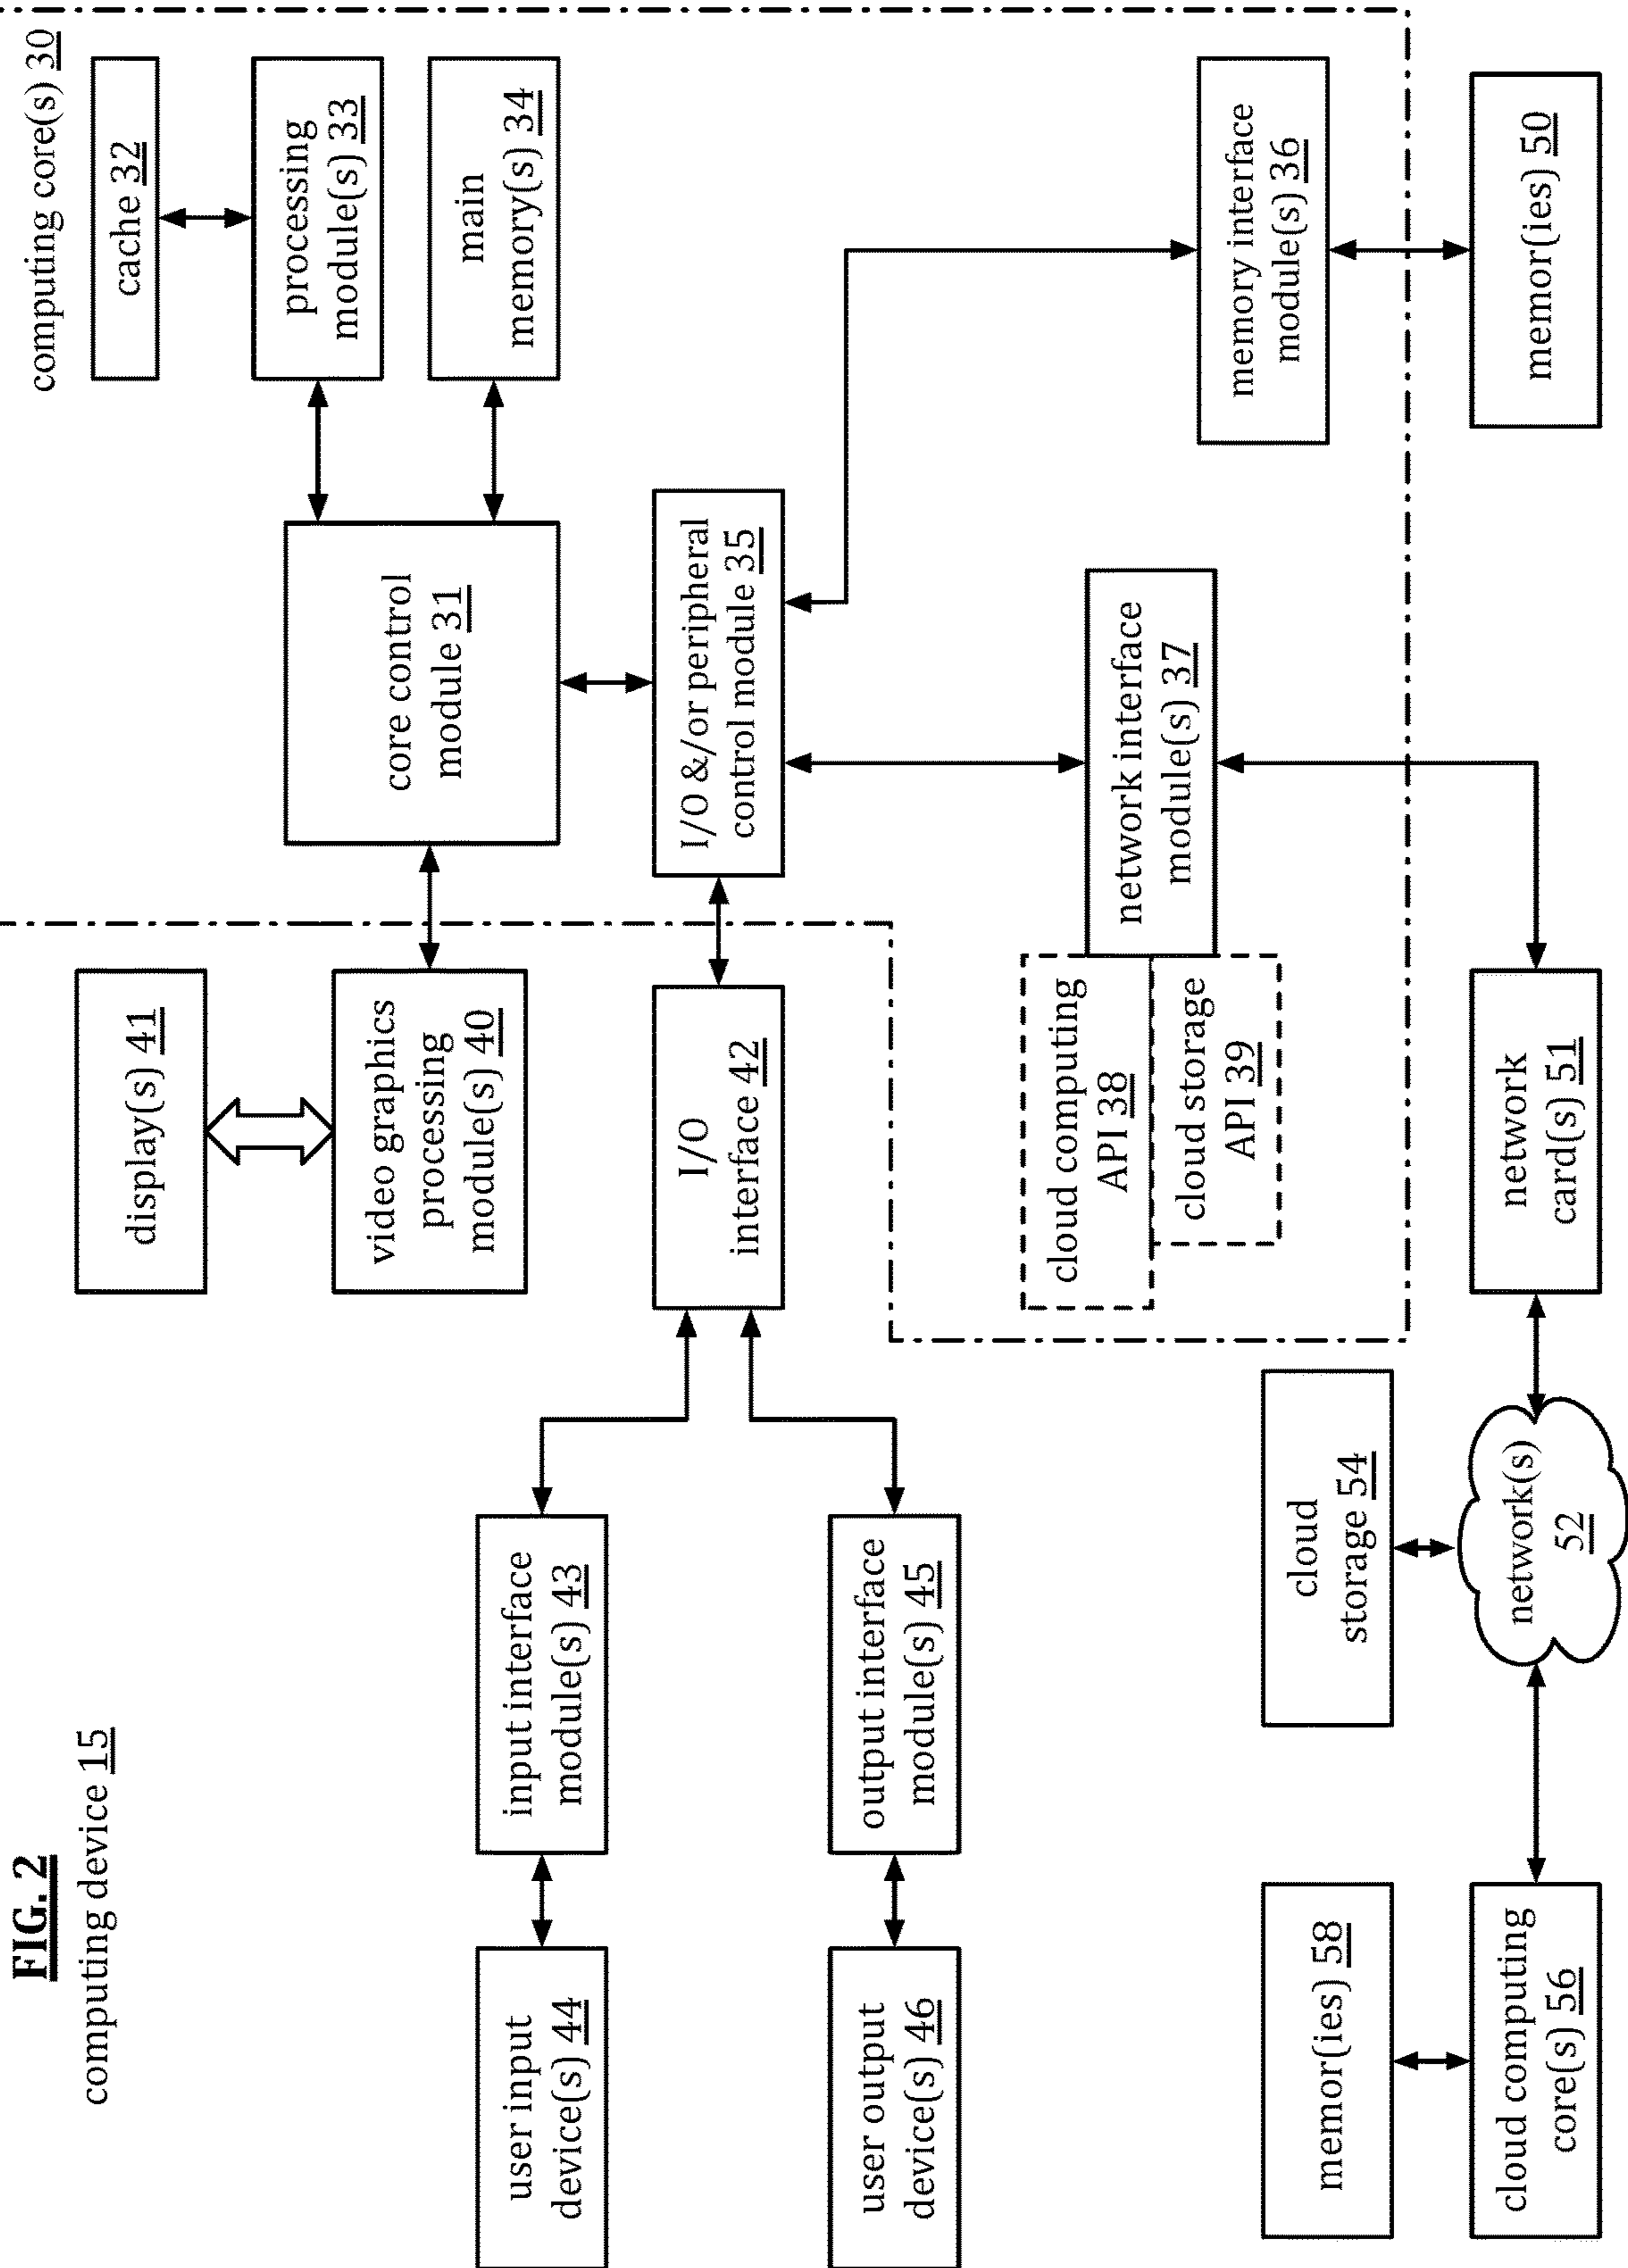 FIG. 2
computing device 15
computing core(s) 30
display(s) 41
cache 32
video graphics
processing
module(s) 40
core control
module 31
processing
module(s) 33
main
memory(s) 34
user input
device(s) 44
input interface
module(s) 43
I/O
interface 42
I/O &/or peripheral
control module 35
user output
device(s) 46
output interface
module(s) 45
cloud computing
API 38
cloud storage
API 39
network interface
module(s) 37
memory interface
module(s) 36
memor(ies) 58
cloud
storage 54
cloud computing
core(s) 56
network(s)
52
network
card(s) 51
memor(ies) 50